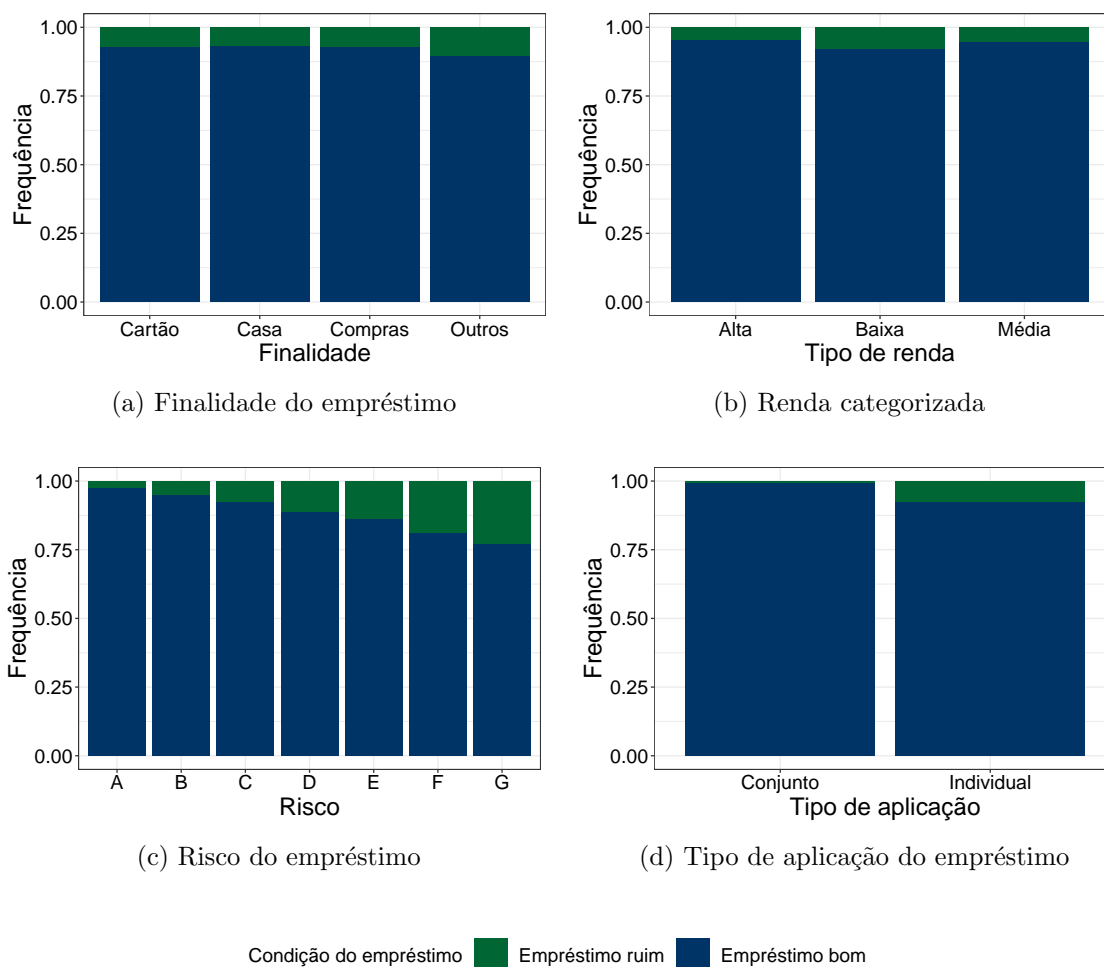 1.00
0.75
0.50
0.25
0.00
Frequência
Cartão Casa Compras Outros
Finalidade
(a) Finalidade do empréstimo
1.00
0.75
0.50
0.25
0.00
Frequência
Alta Baixa Média
Tipo de renda
(b) Renda categorizada
1.00
0.75
0.50
0.25
0.00
Frequência
A B C D E F G
Risco
(c) Risco do empréstimo
1.00
0.75
0.50
0.25
0.00
Frequência
Conjunto Individual
Tipo de aplicação
(d) Tipo de aplicação do empréstimo
Condição do empréstimo Empréstimo ruim Empréstimo bom